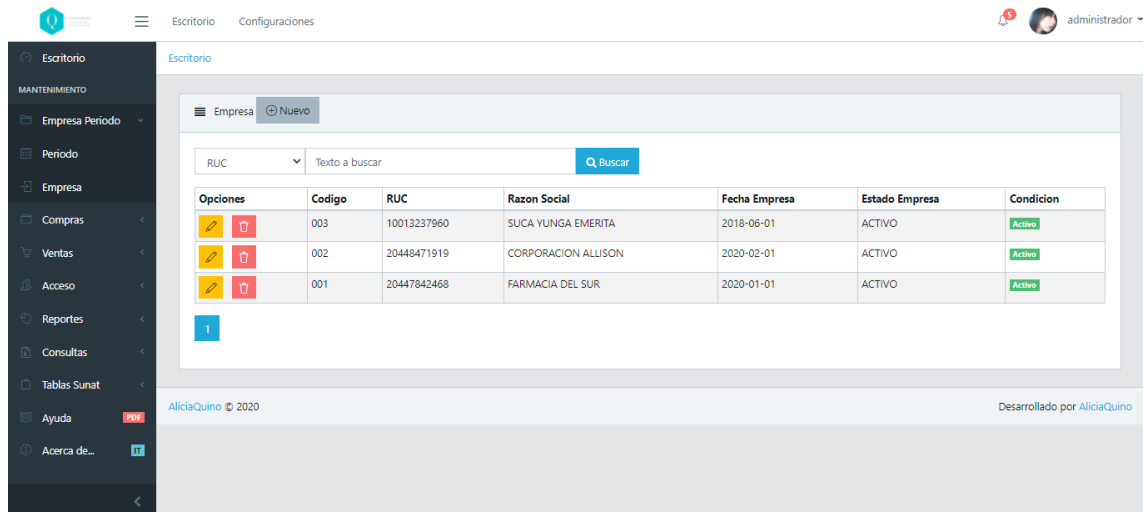 Q
Escritorio Configuraciones 5 administrador
Escritorio
MANTENIMIENTO
Empresa Periodo
Periodo
Empresa
Compras
Ventas
Acceso
Reportes
Consultas
Tablas Sunat
Ayuda PDF
Acerca de... IT
Escritorio
Empresa Nuevo
RUC Texto a buscar Buscar
Opciones Codigo RUC Razon Social Fecha Empresa Estado Empresa Condicion
003 10013237960 SUCA YUNGA EMERITA 2018-06-01 ACTIVO Activo
002 20448471919 CORPORACION ALLISON 2020-02-01 ACTIVO Activo
001 20447842468 FARMACIA DEL SUR 2020-01-01 ACTIVO Activo
1
AliciaQuino © 2020 Desarrollado por AliciaQuino